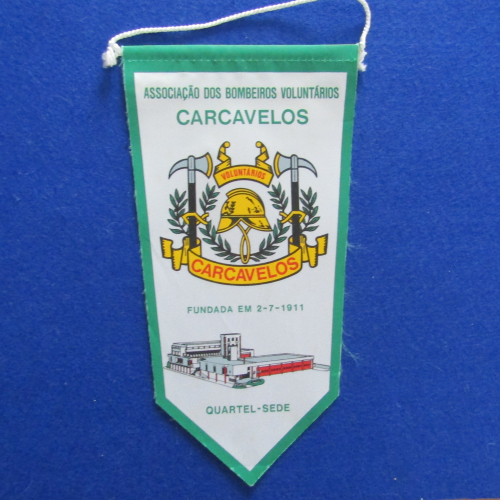 ASSOCIAÇÃO DOS BOMBEIROS VOLUNTÁRIOS
CARCAVELOS
VOLUNTÁRIOS
CARCAVELOS
FUNDADA EM 2-7-1911
QUARTEL-SEDE